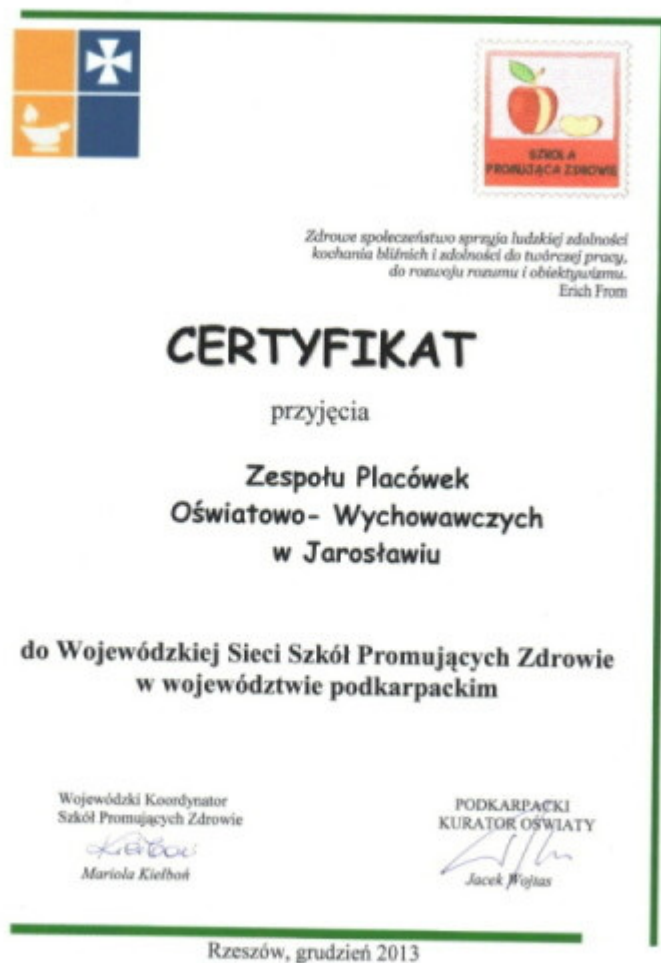 SZKOŁA
PROMUJĄCA ZDROWIE
Zdrowe społeczeństwo sprzyja ludzkiej zdolności
kochania bliźnich i zdolności do twórczej pracy,
do rozwoju rozumu i obiektywizmu.
Erich From
CERTYFIKAT
przyjęcia
Zespołu Placówek
Oświatowo- Wychowawczych
w Jarosławiu
do Wojewódzkiej Sieci Szkół Promujących Zdrowie
w województwie podkarpackim
Wojewódzki Koordynator
Szkół Promujących Zdrowie
Mariola Kiełboń
PODKARPACKI
KURATOR OŚWIATY
Jacek Wojtas
Rzeszów, grudzień 2013